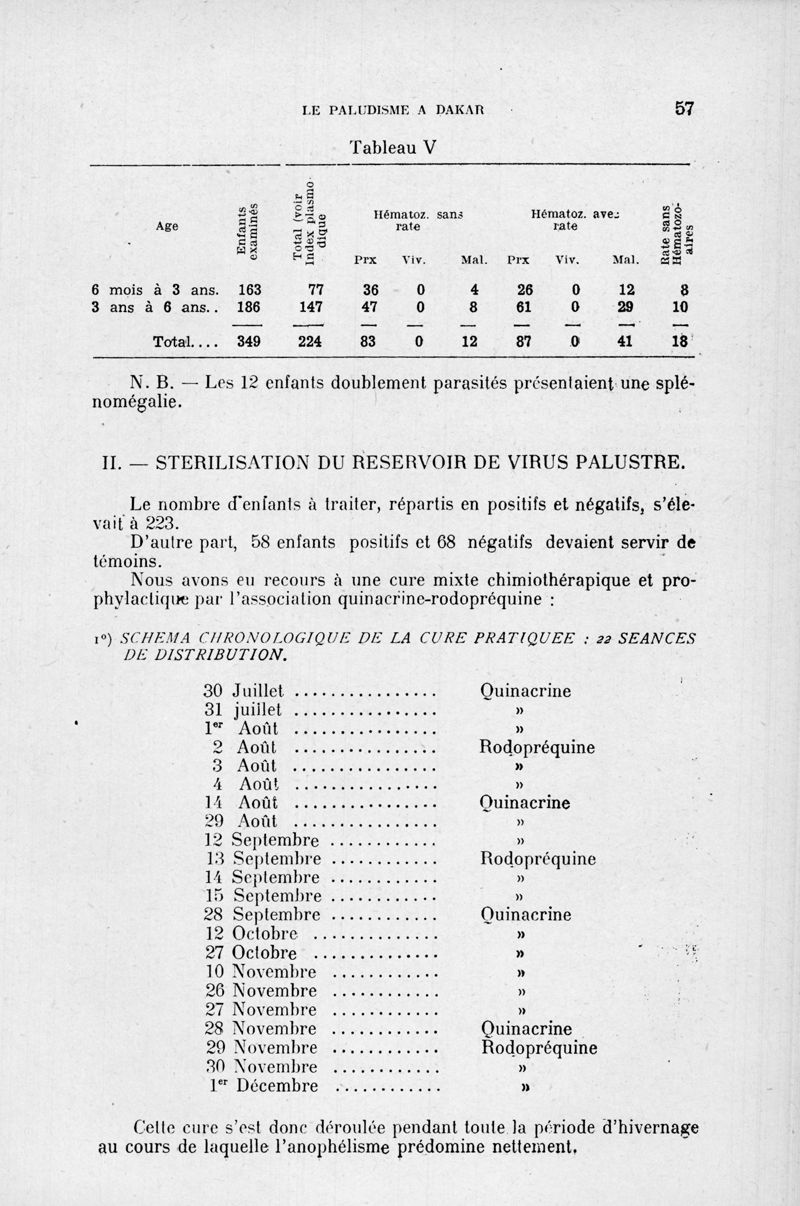 LE PALUDISME A DAKAR 57
Tableau V
Age Enfants examinés Total (voir Index plasmodique Hématoz. sans rate Hématoz. avec rate Rate sans Hématozoaires
Prx Viv. Mal. Prx Viv. Mal.
6 mois à 3 ans. 163 77 36 0 4 26 0 12 8
3 ans à 6 ans.. 186 147 47 0 8 61 0 29 10
Total.... 349 224 83 0 12 87 0 41 18
N. B. — Les 12 enfants doublement parasités présentaient une splé-
nomégalie.
II. — STERILISATION DU RESERVOIR DE VIRUS PALUSTRE.
Le nombre d'enfants à traiter, répartis en positifs et négatifs, s'éle-
vait à 223.
D'autre part, 58 enfants positifs et 68 négatifs devaient servir de
témoins.
Nous avons eu recours à une cure mixte chimiothérapique et pro-
phylactique par l'association quinacrine-rodopréquine :
1°) SCHEMA CHRONOLOGIQUE DE LA CURE PRATIQUEE : 22 SEANCES
DE DISTRIBUTION.
30 Juillet ................ Quinacrine
31 juillet ................ »
1er Août ................ »
2 Août ................ Rodopréquine
3 Août ................ »
4 Août ................ »
14 Août ................ Quinacrine
29 Août ................ »
12 Septembre ............ »
13 Septembre ............ Rodopréquine
14 Septembre ............ »
15 Septembre ............ »
28 Septembre ............ Quinacrine
12 Octobre .............. »
27 Octobre .............. »
10 Novembre ............ »
26 Novembre ............ »
27 Novembre ............ »
28 Novembre ............ Quinacrine
29 Novembre ............ Rodopréquine
30 Novembre ............ »
1er Décembre ............ »
Cette cure s'est donc déroulée pendant toute la période d'hivernage
au cours de laquelle l'anophélisme prédomine nettement.